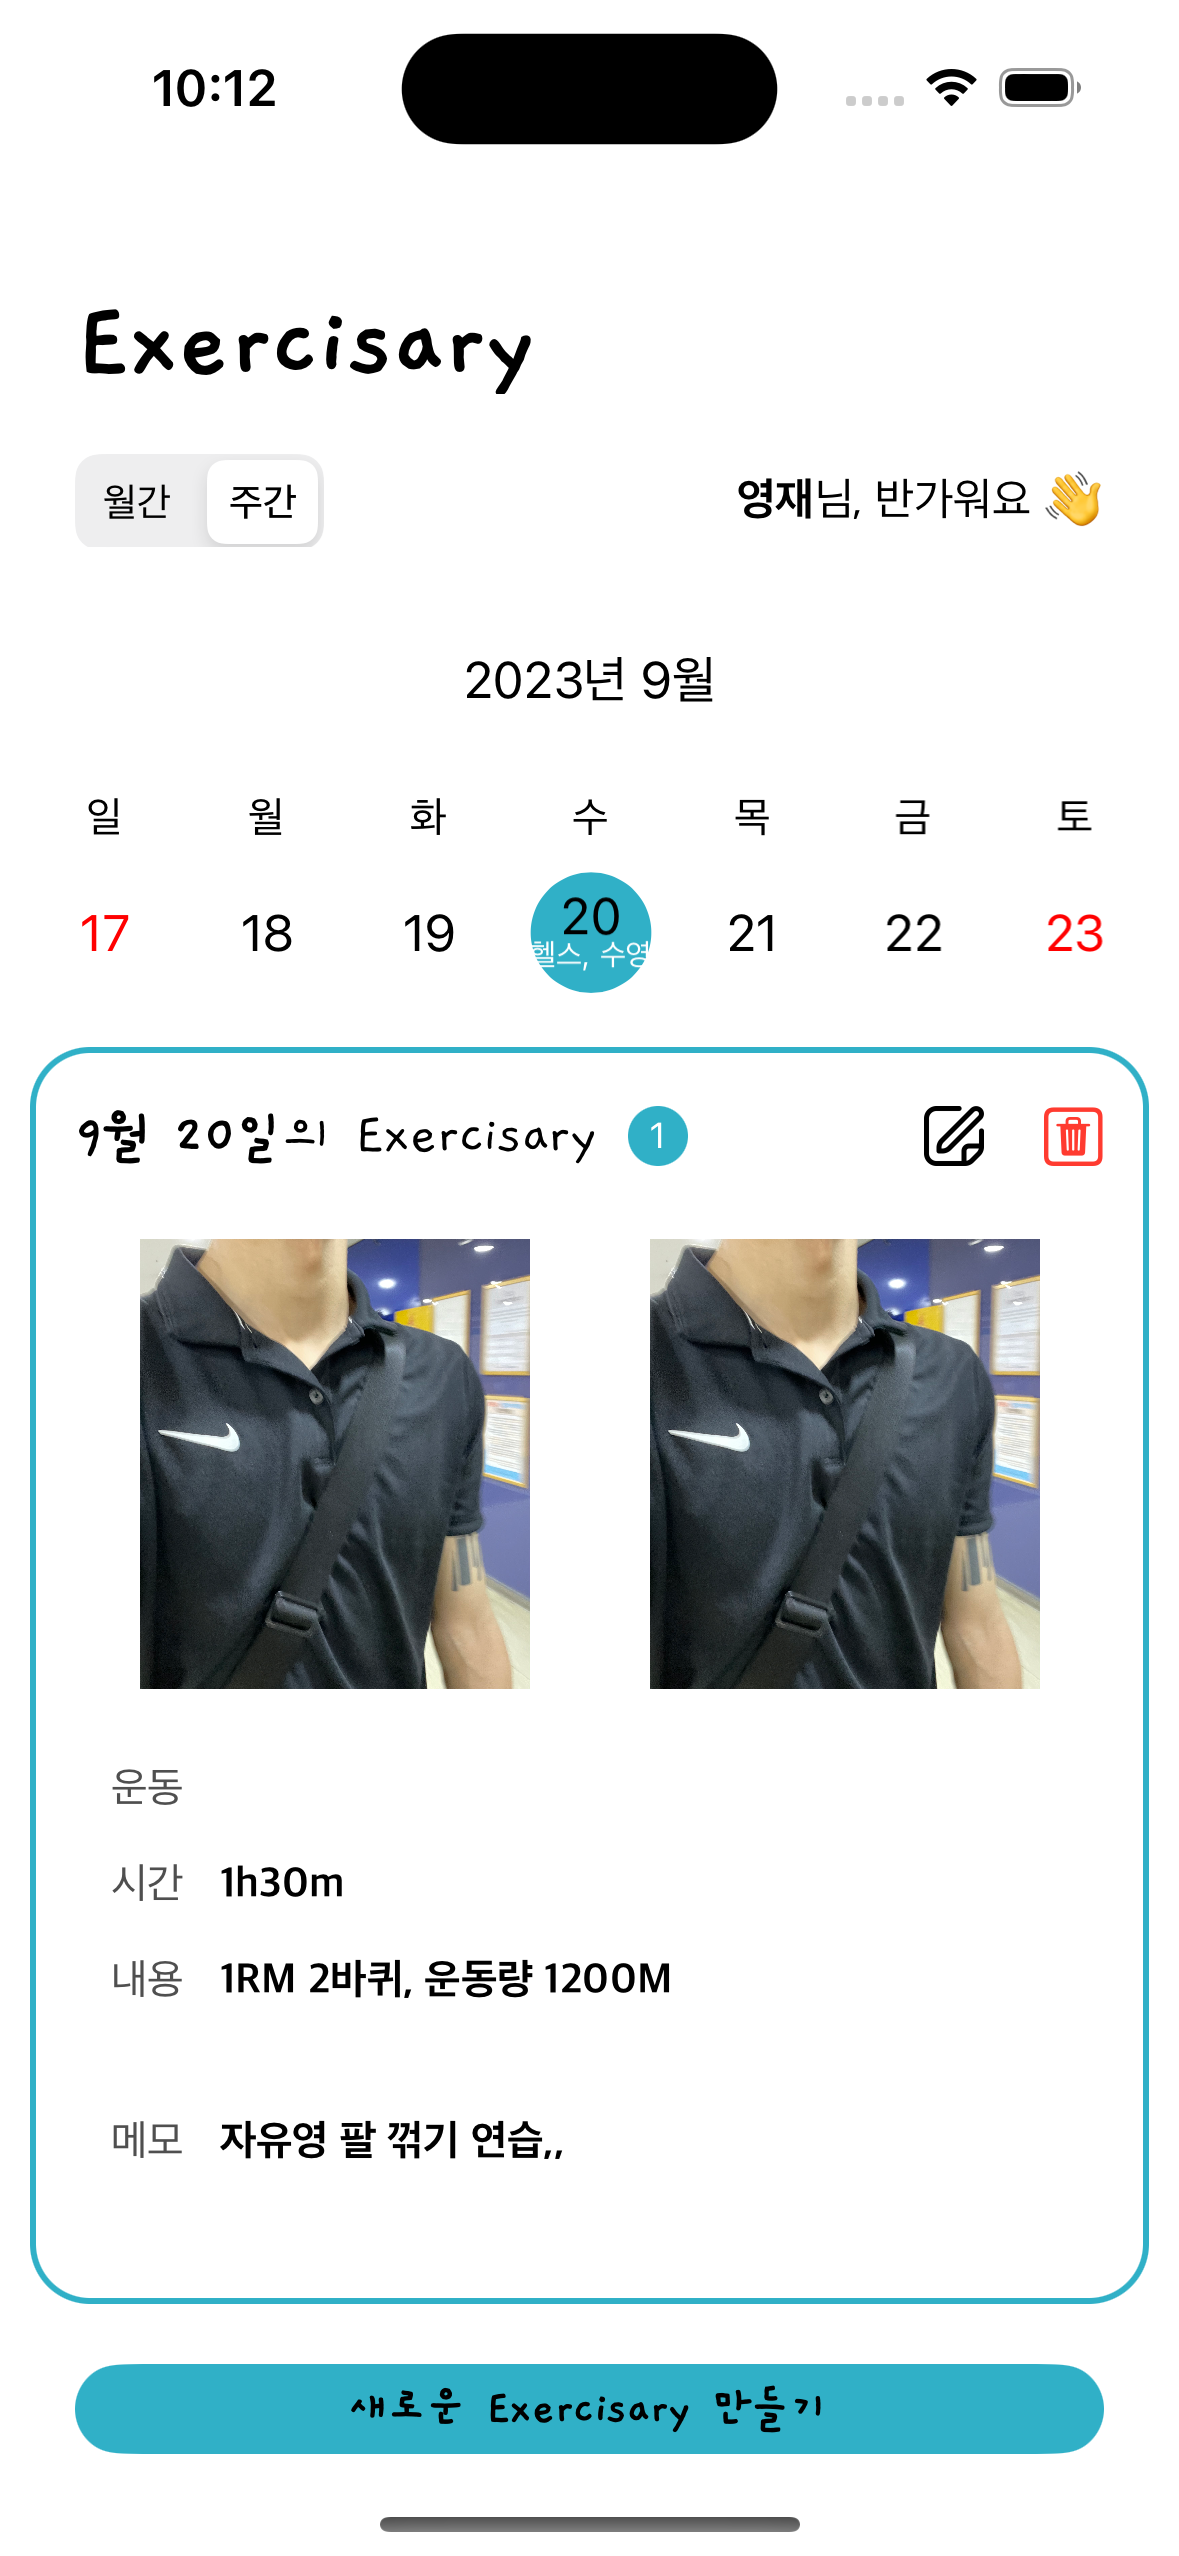 10:12
Exercisary
월간 주간
영재님, 반가워요 👋
2023년 9월
일 월 화 수 목 금 토
17 18 19 20 21 22 23
헬스, 수영
9월 20일의 Exercisary 1
운동
시간 1h30m
내용 1RM 2바퀴, 운동량 1200M
메모 자유영 팔 꺾기 연습,,
새로운 Exercisary 만들기